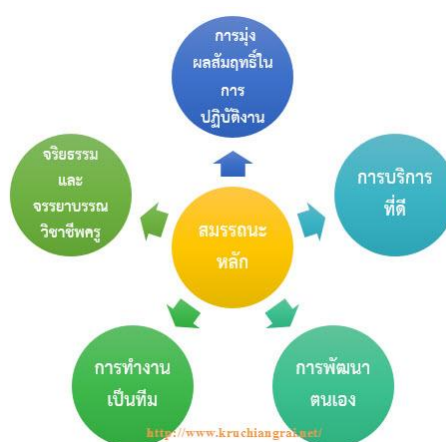 การมุ่ง
ผลสัมฤทธิ์ใน
การ
ปฏิบัติงาน
การบริการ
ที่ดี
การพัฒนา
ตนเอง
การทำงาน
เป็นทีม
จริยธรรม
และ
จรรยาบรรณ
วิชาชีพครู
สมรรถนะ
หลัก
http://www.kruchiangrai.net/